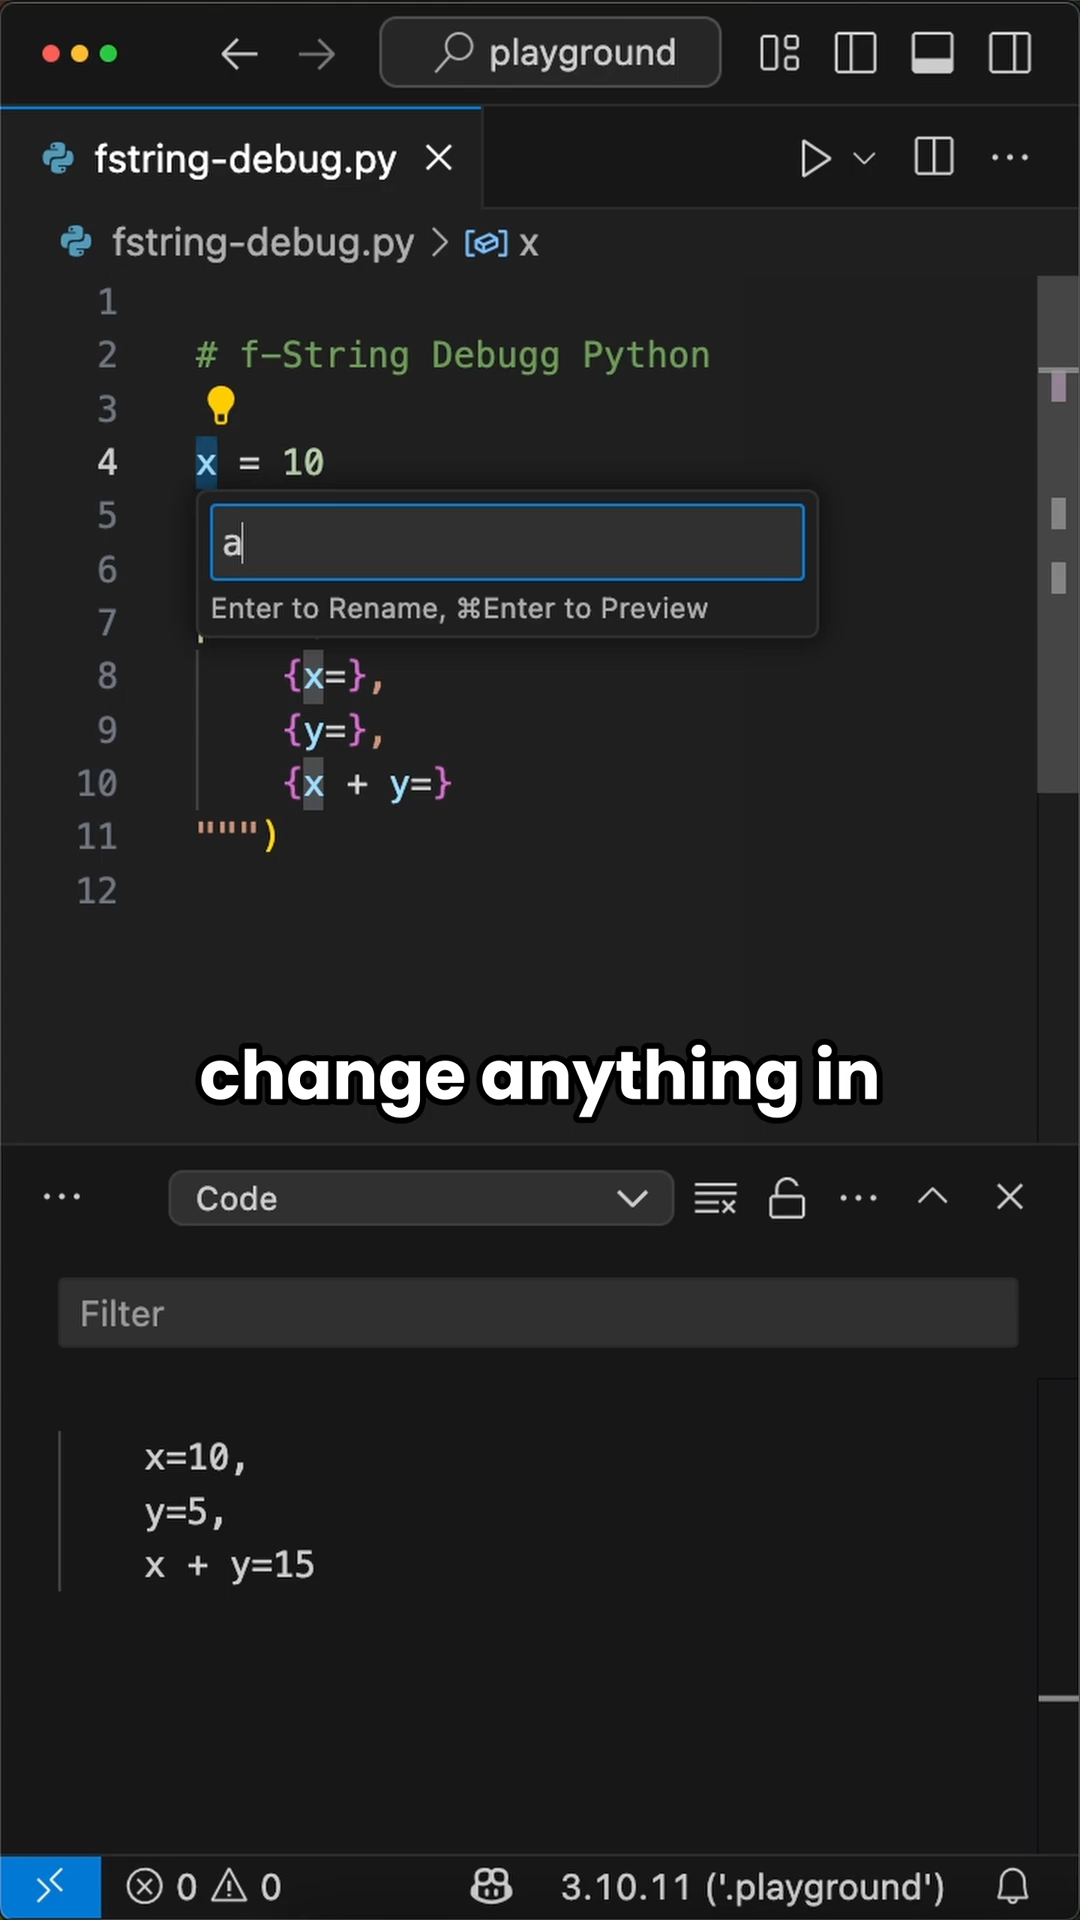 playground
fstring-debug.py
fstring-debug.py > x
1
2 # f-String Debugg Python
3
4 x = 10
5
a
6
Enter to Rename, ⌘Enter to Preview
7
8 {x=},
9 {y=},
10 {x + y=}
11 """)
12
change anything in
Code
Filter
x=10,
y=5,
x + y=15
0 0 3.10.11 ('.playground')